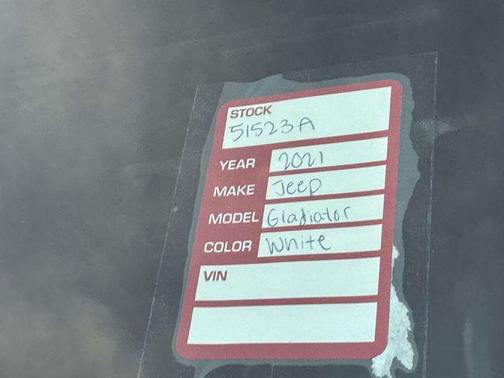 STOCK
51523A
YEAR 2021
MAKE Jeep
MODEL Gladiator
COLOR White
VIN